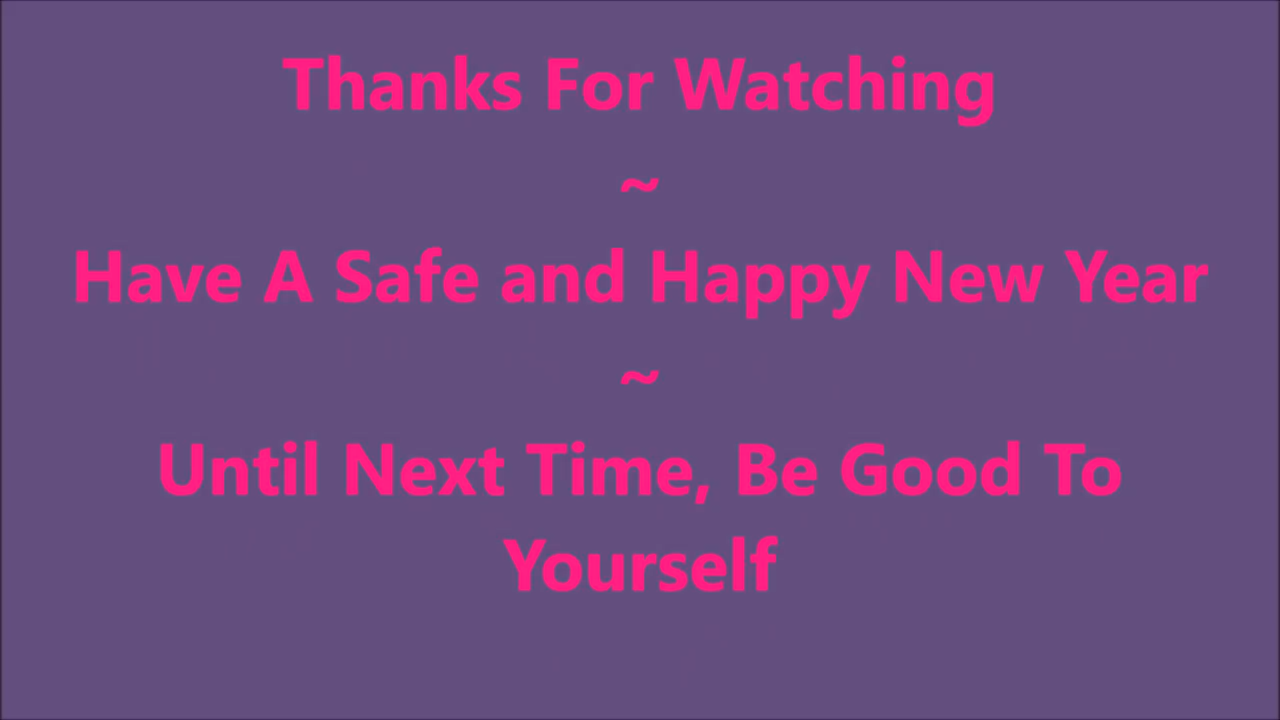 Thanks For Watching
~
Have A Safe and Happy New Year
~
Until Next Time, Be Good To
Yourself